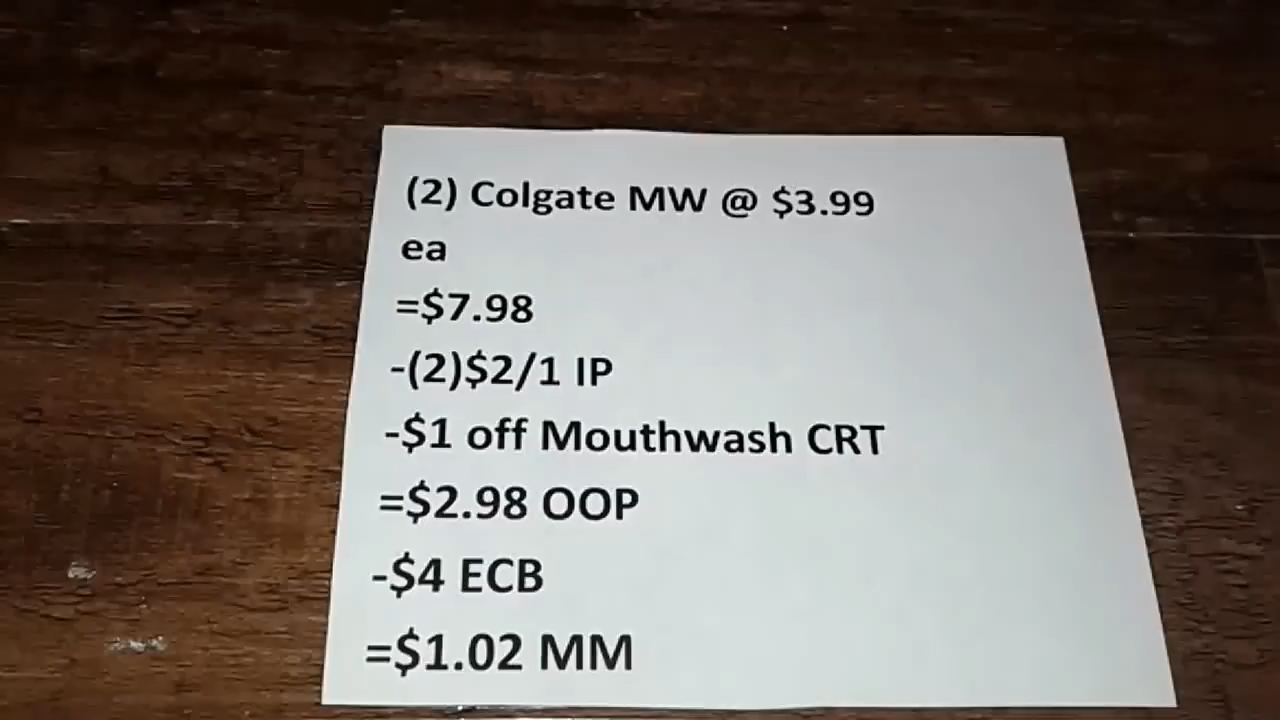 (2) Colgate MW @ $3.99
ea
=$7.98
-(2)$2/1 IP
-$1 off Mouthwash CRT
=$2.98 OOP
-$4 ECB
=$1.02 MM